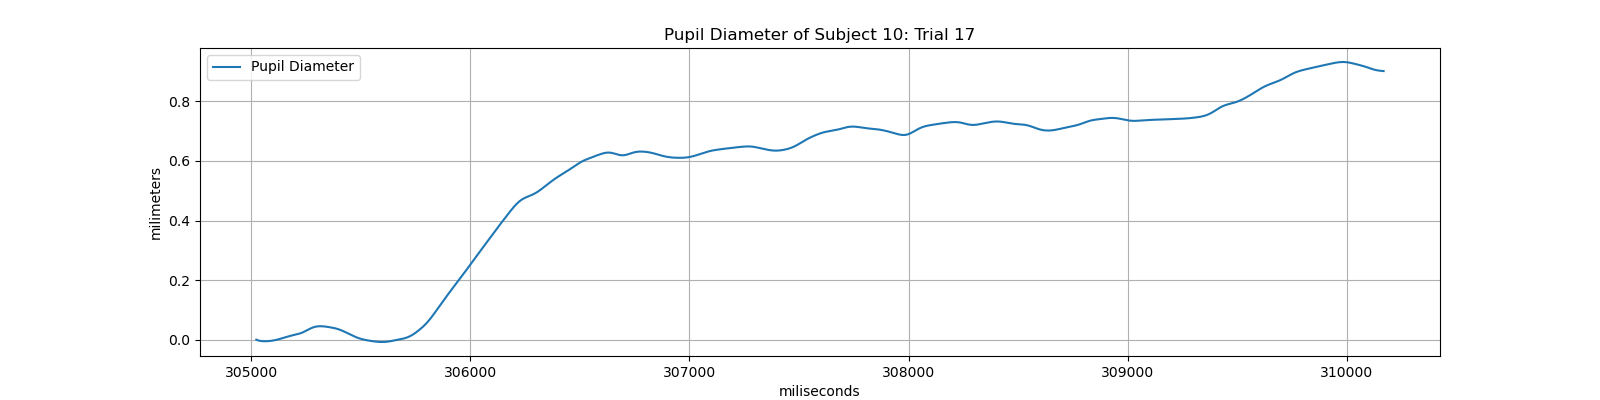 Pupil Diameter of Subject 10: Trial 17
Pupil Diameter
milimeters
0.8
0.6
0.4
0.2
0.0
305000 306000 307000 308000 309000 310000
miliseconds